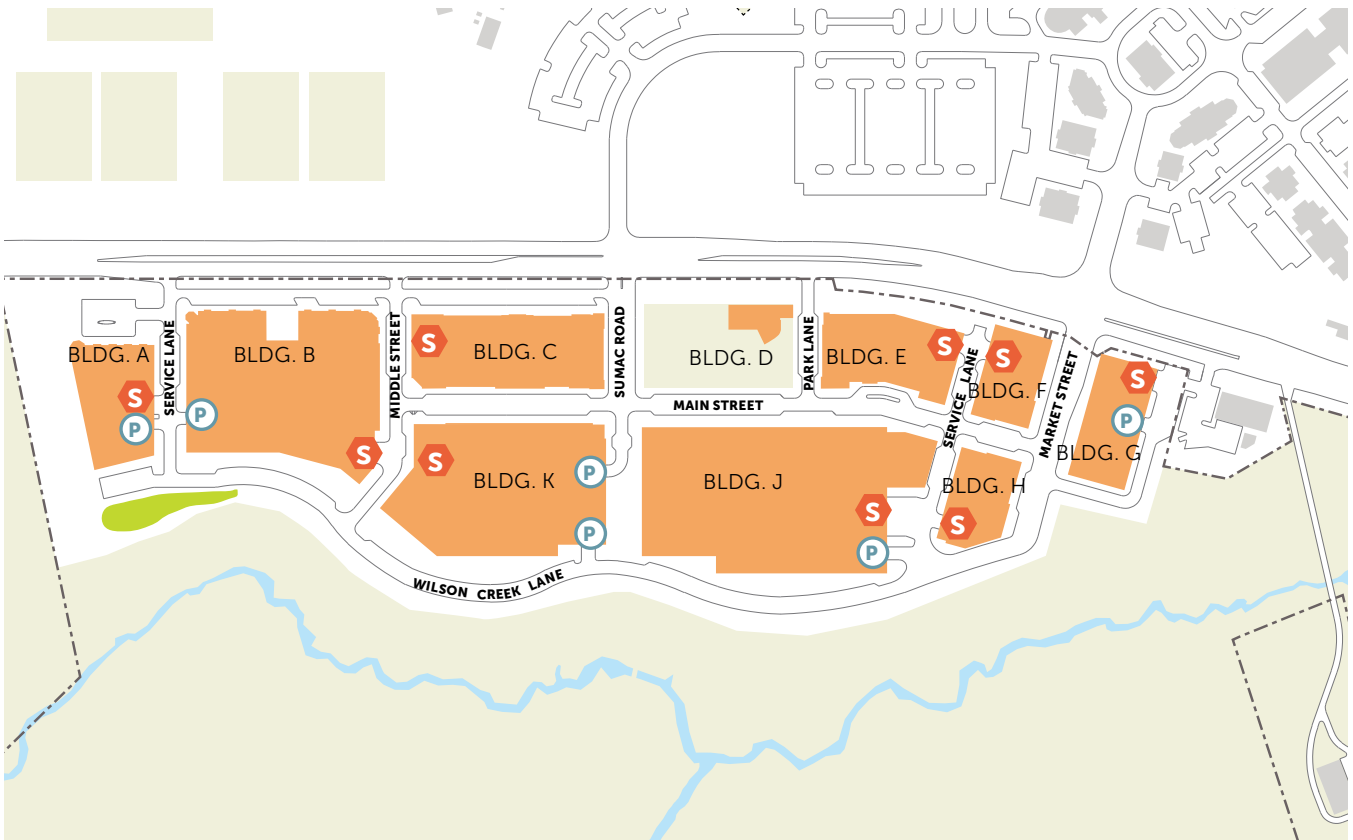 BLDG. A
S
P
SERVICE LANE
P
BLDG. B
S
MIDDLE STREET
S
BLDG. C
SUMAC ROAD
BLDG. D
PARK LANE
MAIN STREET
BLDG. E
S
SERVICE LANE
S
BLDG. F
MARKET STREET
S
P
BLDG. G
S
BLDG. K
P
P
BLDG. J
S
P
BLDG. H
S
WILSON CREEK LANE